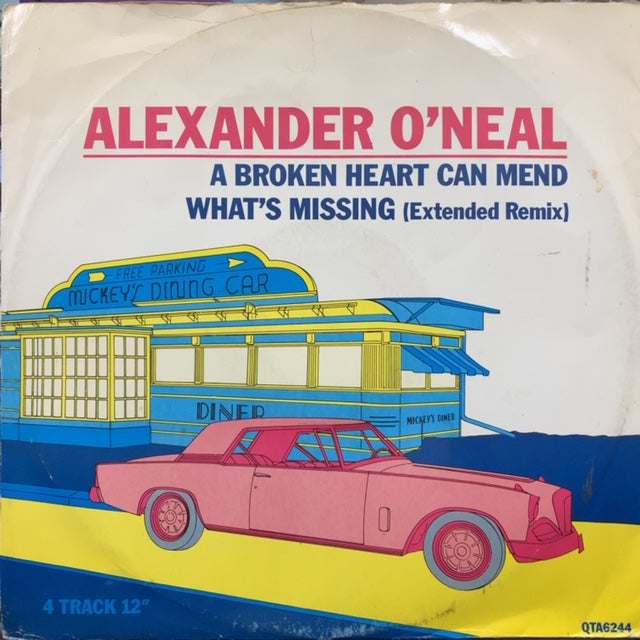 ALEXANDER O'NEAL
A BROKEN HEART CAN MEND
WHAT'S MISSING (Extended Remix)
FREE PARKING
MICKEY'S DINING CAR
DINER
MICKEY'S DINER
4 TRACK 12"
QTA6244